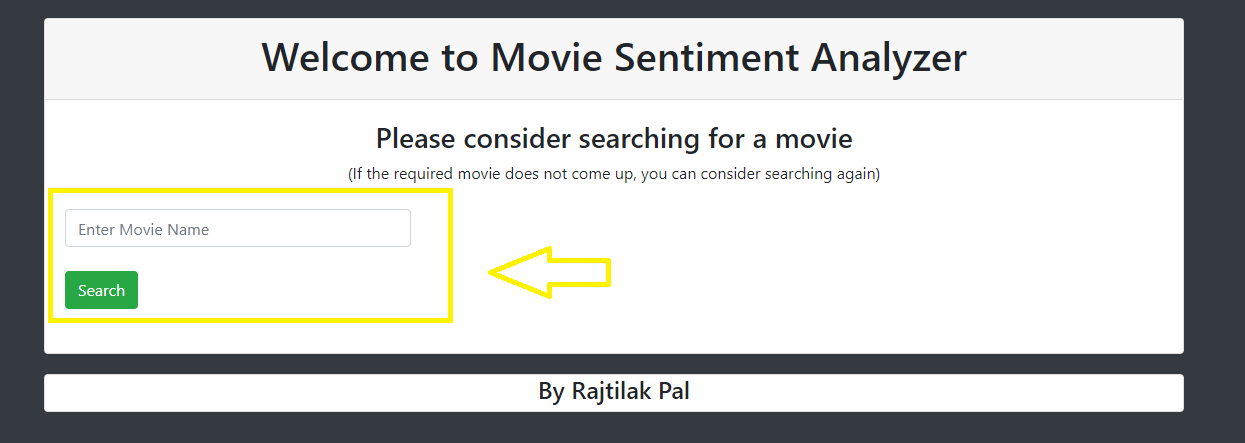 Welcome to Movie Sentiment Analyzer
Please consider searching for a movie
(If the required movie does not come up, you can consider searching again)
Enter Movie Name
Search
By Rajtilak Pal